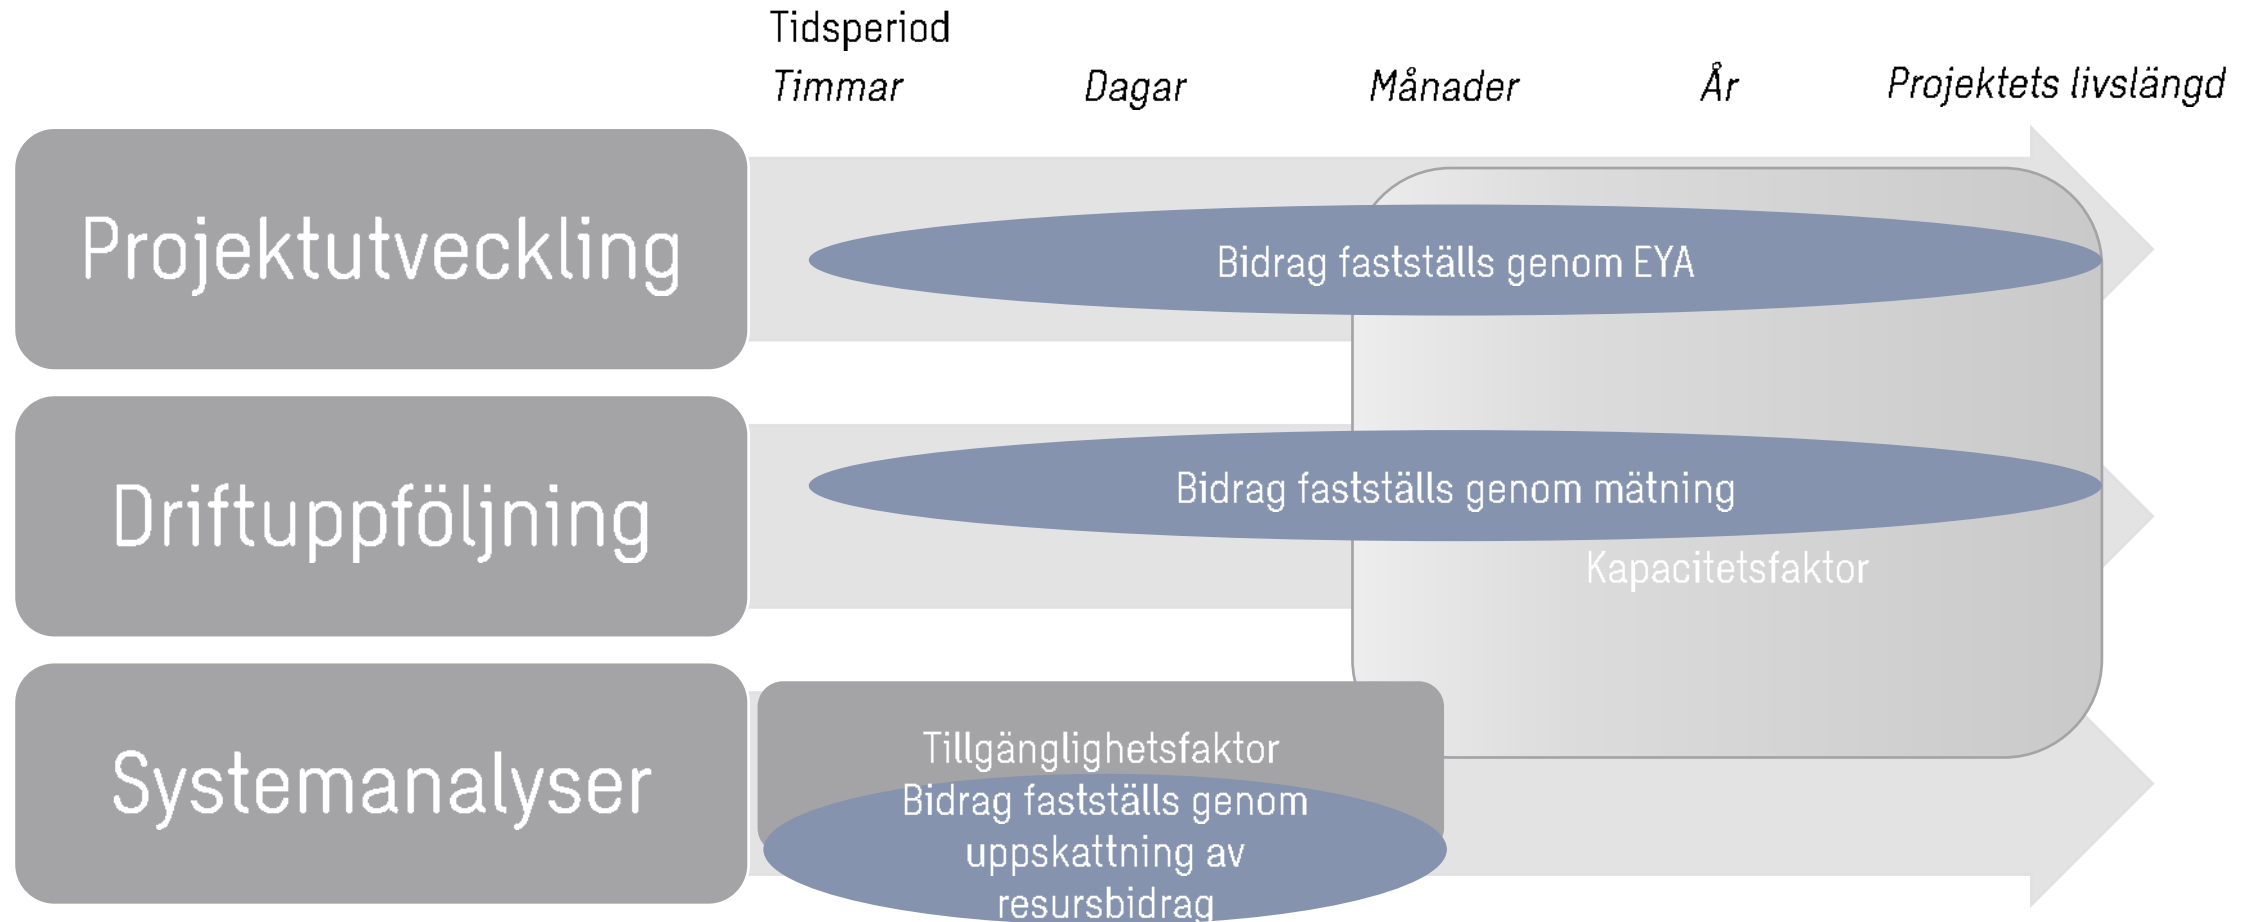 Tidsperiod
Timmar Dagar Månader År Projektets livslängd
Projektutveckling
Bidrag fastställs genom EYA
Driftuppföljning
Bidrag fastställs genom mätning
Kapacitetsfaktor
Systemanalyser
Tillgänglighetsfaktor
Bidrag fastställs genom
uppskattning av
resursbidrag